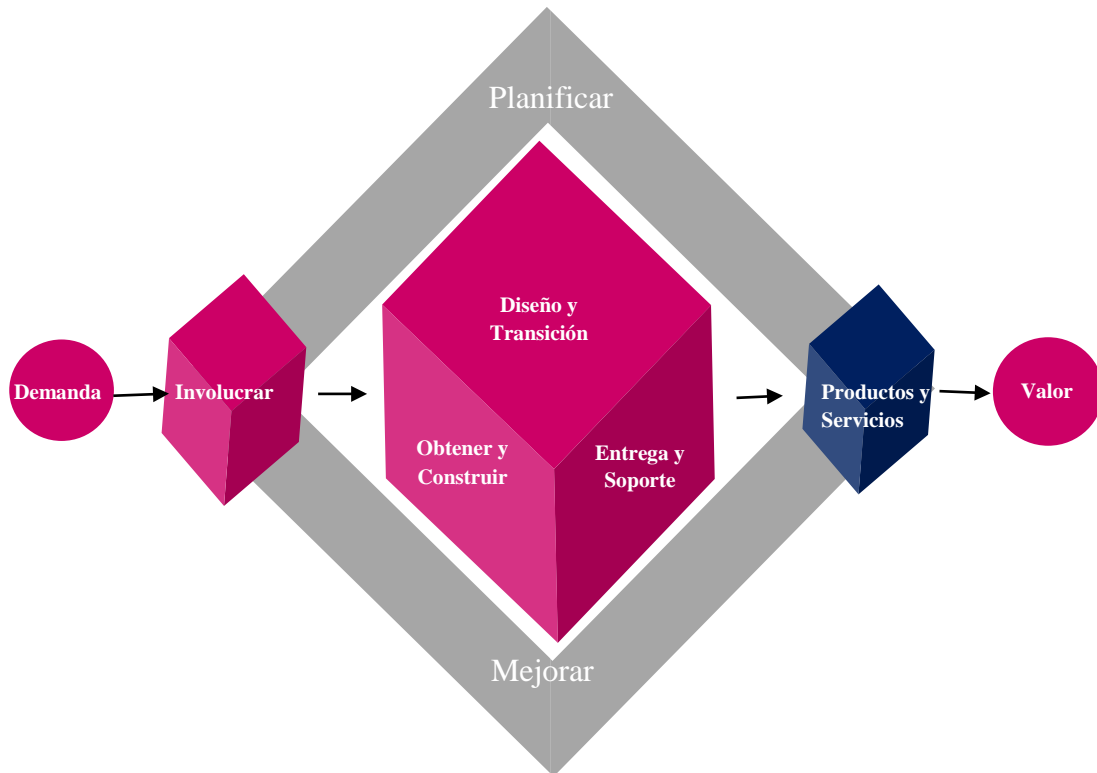 Planificar
Diseño y
Transición
Demanda
Involucrar
Productos y
Servicios
Valor
Obtener y
Construir
Entrega y
Soporte
Mejorar